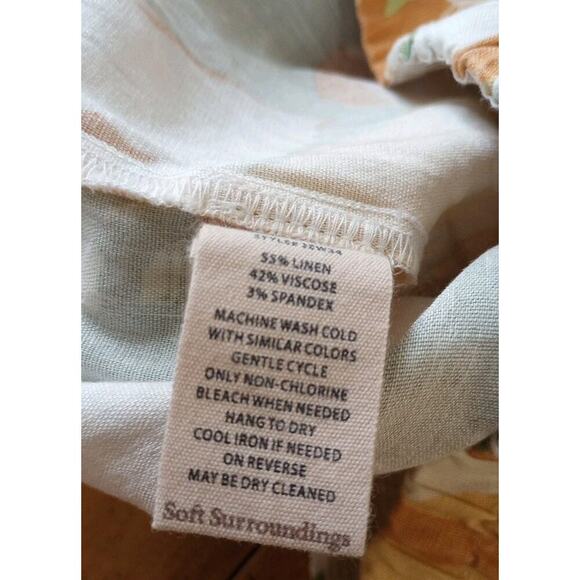 55% LINEN
42% VISCOSE
3% SPANDEX
MACHINE WASH COLD
WITH SIMILAR COLORS
GENTLE CYCLE
ONLY NON-CHLORINE
BLEACH WHEN NEEDED
HANG TO DRY
COOL IRON IF NEEDED
ON REVERSE
MAY BE DRY CLEANED
Soft Surroundings